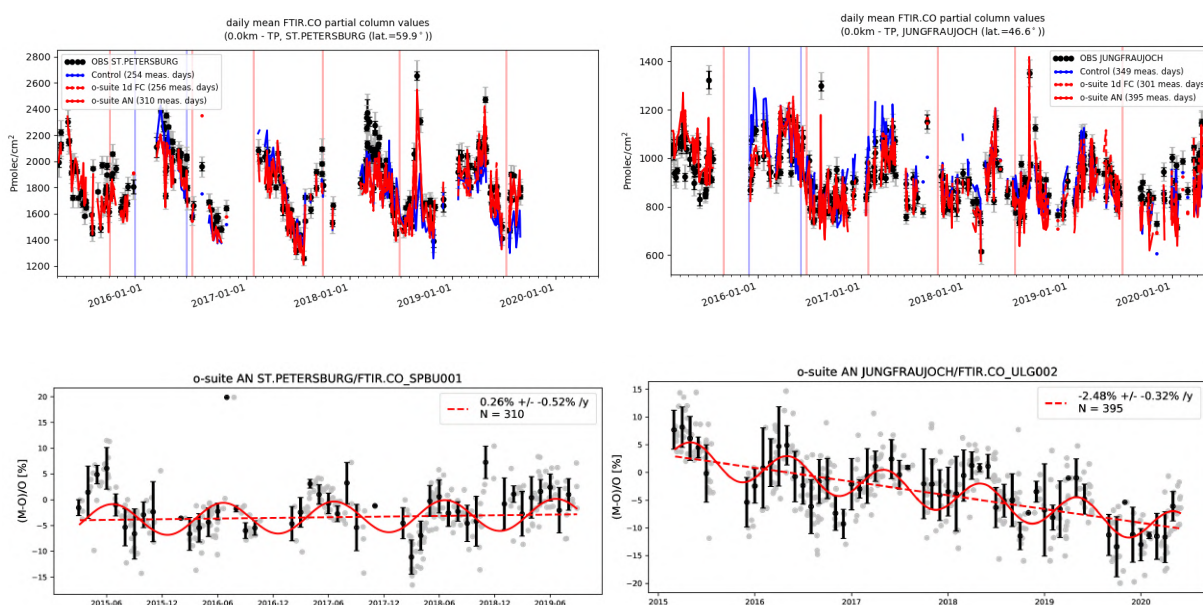 daily mean FTIR.CO partial column values
(0.0km - TP, ST.PETERSBURG (lat.=59.9°))
2800
2600
2400
2200
2000
1800
1600
1400
1200
Pmolec/cm²
OBS ST.PETERSBURG
Control (254 meas. days)
o-suite 1d FC (256 meas. days)
o-suite AN (310 meas. days)
2016-01-01
2017-01-01
2018-01-01
2019-01-01
2020-01-01
daily mean FTIR.CO partial column values
(0.0km - TP, JUNGFRAUJOCH (lat.=46.6°))
1400
1200
1000
800
600
Pmolec/cm²
OBS JUNGFRAUJOCH
Control (349 meas. days)
o-suite 1d FC (301 meas. days)
o-suite AN (395 meas. days)
2016-01-01
2017-01-01
2018-01-01
2019-01-01
2020-01-01
o-suite AN ST.PETERSBURG/FTIR.CO_SPBU001
20
15
10
5
0
−5
−10
−15
(M-O)/O [%]
0.26% +/- -0.52% /y
N = 310
2015-06
2015-12
2016-06
2016-12
2017-06
2017-12
2018-06
2018-12
2019-06
o-suite AN JUNGFRAUJOCH/FTIR.CO_ULG002
15
10
5
0
−5
−10
−15
−20
(M-O)/O [%]
-2.48% +/- -0.32% /y
N = 395
2015
2016
2017
2018
2019
2020